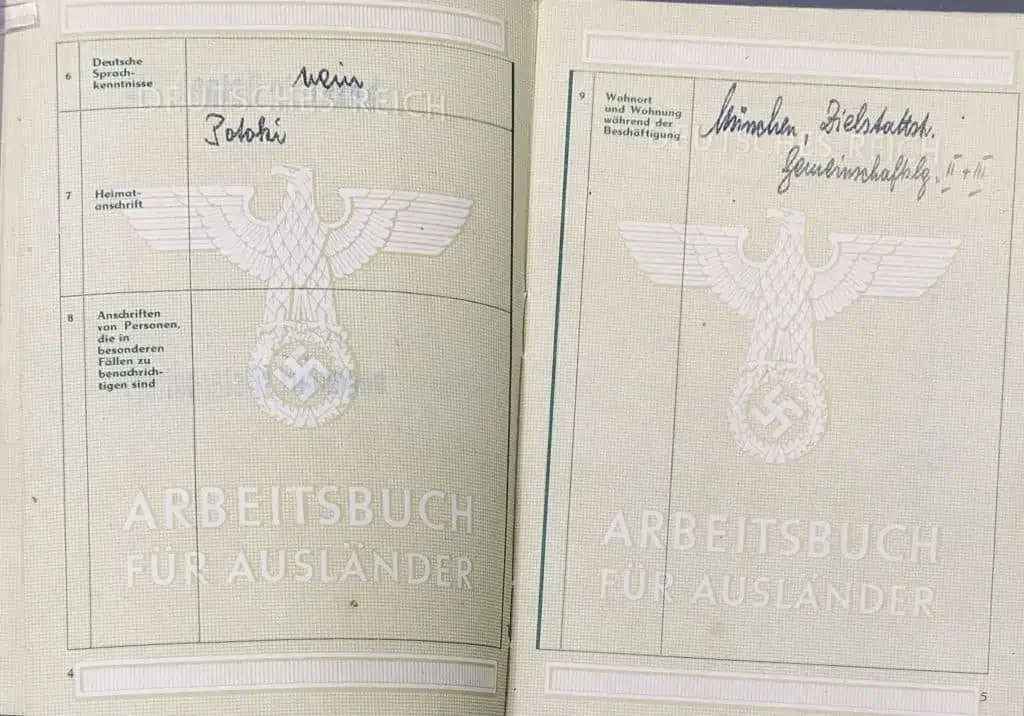 6 Deutsche
Sprach-
kenntnisse
nein
DEUTSCHES REICH
Potoki
7 Heimat-
anschrift
8 Anschriften
von Personen,
die in
besonderen
Fällen zu
benachrich-
tigen sind
ARBEITSBUCH
FÜR AUSLÄNDER
4
9 Wohnort
und Wohnung
während der
Beschäftigung
München, Zielstattst.
DEUTSCHES REICH
Gemeinschaftslg. II + III
ARBEITSBUCH
FÜR AUSLÄNDER
5